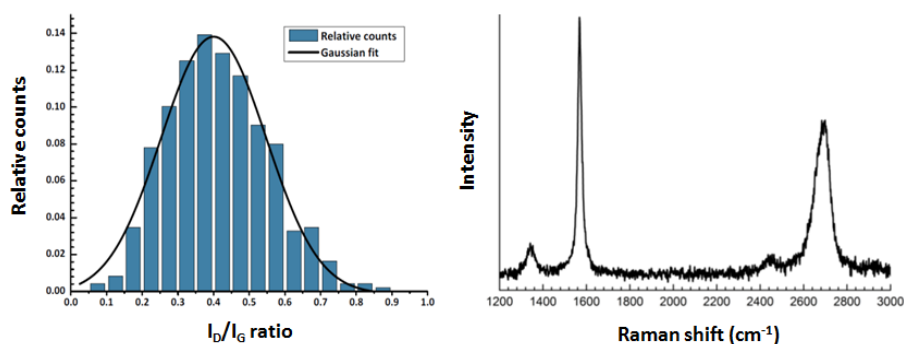 Relative counts
0.14
0.12
0.10
0.08
0.06
0.04
0.02
0.00
Relative counts
Gaussian fit
0.0 0.1 0.2 0.3 0.4 0.5 0.6 0.7 0.8 0.9 1.0
I_D/I_G ratio
Intensity
1200 1400 1600 1800 2000 2200 2400 2600 2800 3000
Raman shift (cm⁻¹)